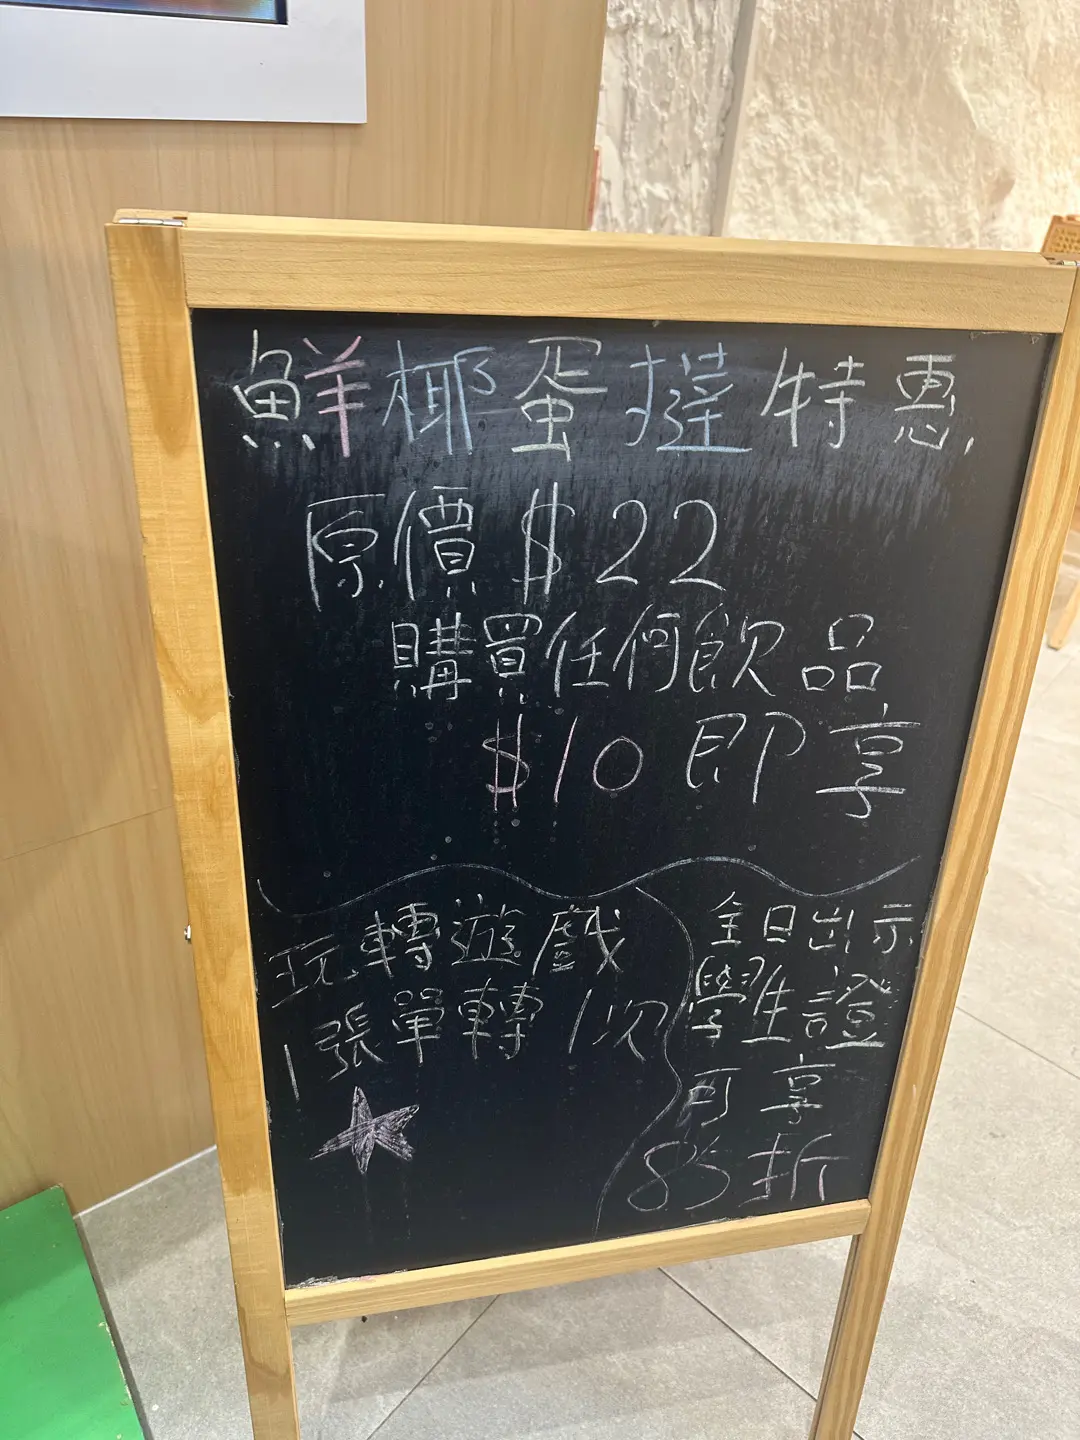 鮮椰蛋撻特惠
原價$22
購買任何飲品
$10即享
玩轉遊戲
1張單轉1次
全日出示
學生證
可享
85折